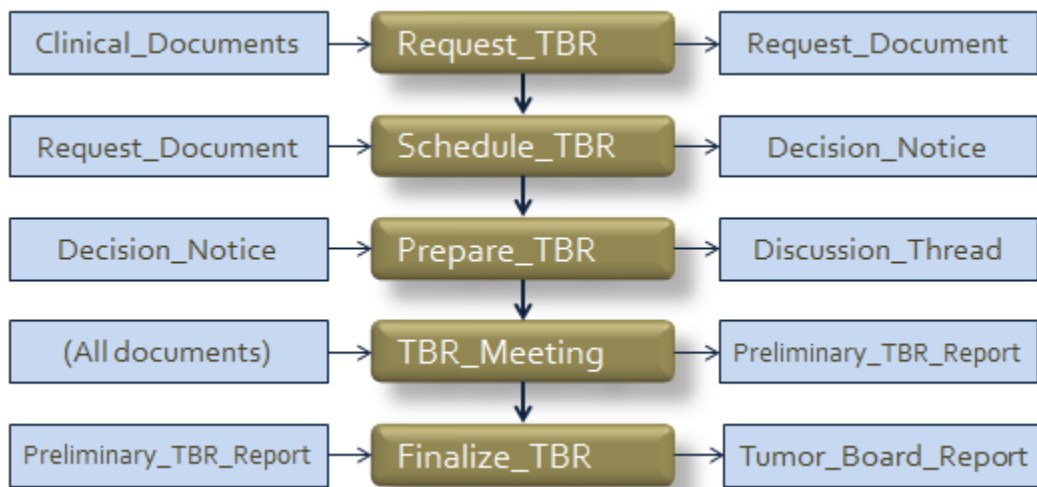 Clinical_Documents
Request_TBR
Request_Document
Request_Document
Schedule_TBR
Decision_Notice
Decision_Notice
Prepare_TBR
Discussion_Thread
(All documents)
TBR_Meeting
Preliminary_TBR_Report
Preliminary_TBR_Report
Finalize_TBR
Tumor_Board_Report